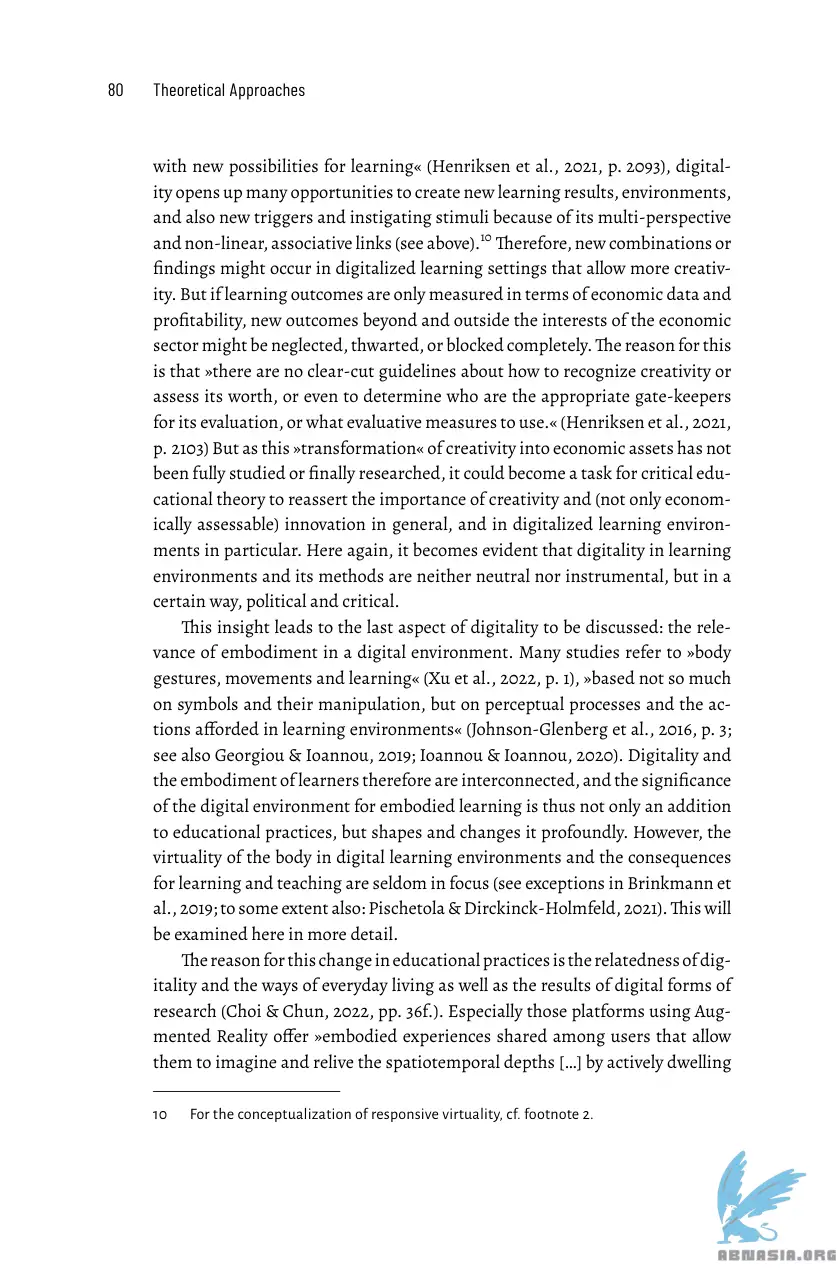 80 Theoretical Approaches
with new possibilities for learning« (Henriksen et al., 2021, p. 2093), digital-
ity opens up many opportunities to create new learning results, environments,
and also new triggers and instigating stimuli because of its multi-perspective
and non-linear, associative links (see above).10 Therefore, new combinations or
findings might occur in digitalized learning settings that allow more creativ-
ity. But if learning outcomes are only measured in terms of economic data and
profitability, new outcomes beyond and outside the interests of the economic
sector might be neglected, thwarted, or blocked completely. The reason for this
is that »there are no clear-cut guidelines about how to recognize creativity or
assess its worth, or even to determine who are the appropriate gate-keepers
for its evaluation, or what evaluative measures to use.« (Henriksen et al., 2021,
p. 2103) But as this »transformation« of creativity into economic assets has not
been fully studied or finally researched, it could become a task for critical edu-
cational theory to reassert the importance of creativity and (not only econom-
ically assessable) innovation in general, and in digitalized learning environ-
ments in particular. Here again, it becomes evident that digitality in learning
environments and its methods are neither neutral nor instrumental, but in a
certain way, political and critical.
This insight leads to the last aspect of digitality to be discussed: the rele-
vance of embodiment in a digital environment. Many studies refer to »body
gestures, movements and learning« (Xu et al., 2022, p. 1), »based not so much
on symbols and their manipulation, but on perceptual processes and the ac-
tions afforded in learning environments« (Johnson-Glenberg et al., 2016, p. 3;
see also Georgiou & Ioannou, 2019; Ioannou & Ioannou, 2020). Digitality and
the embodiment of learners therefore are interconnected, and the significance
of the digital environment for embodied learning is thus not only an addition
to educational practices, but shapes and changes it profoundly. However, the
virtuality of the body in digital learning environments and the consequences
for learning and teaching are seldom in focus (see exceptions in Brinkmann et
al., 2019; to some extent also: Pischetola & Dirckinck-Holmfeld, 2021). This will
be examined here in more detail.
The reason for this change in educational practices is the relatedness of dig-
itality and the ways of everyday living as well as the results of digital forms of
research (Choi & Chun, 2022, pp. 36f.). Especially those platforms using Aug-
mented Reality offer »embodied experiences shared among users that allow
them to imagine and relive the spatiotemporal depths […] by actively dwelling
10 For the conceptualization of responsive virtuality, cf. footnote 2.
ABNASIA.ORG